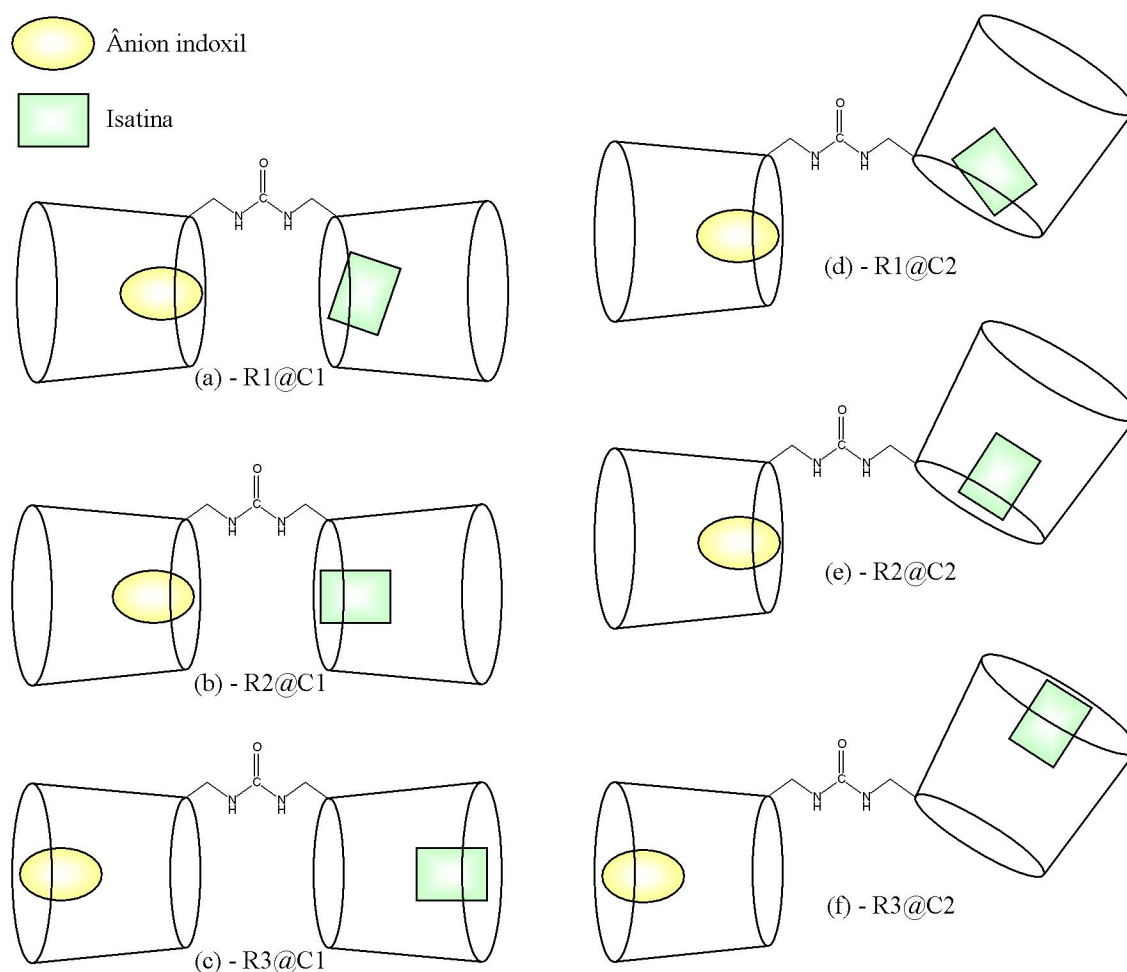 Ânion indoxil
Isatina
O
C
N
H
N
H
(a) - R1@C1
O
C
N
H
N
H
(b) - R2@C1
O
C
N
H
N
H
(c) - R3@C1
O
C
N
H
N
H
(d) - R1@C2
O
C
N
H
N
H
(e) - R2@C2
O
C
N
H
N
H
(f) - R3@C2